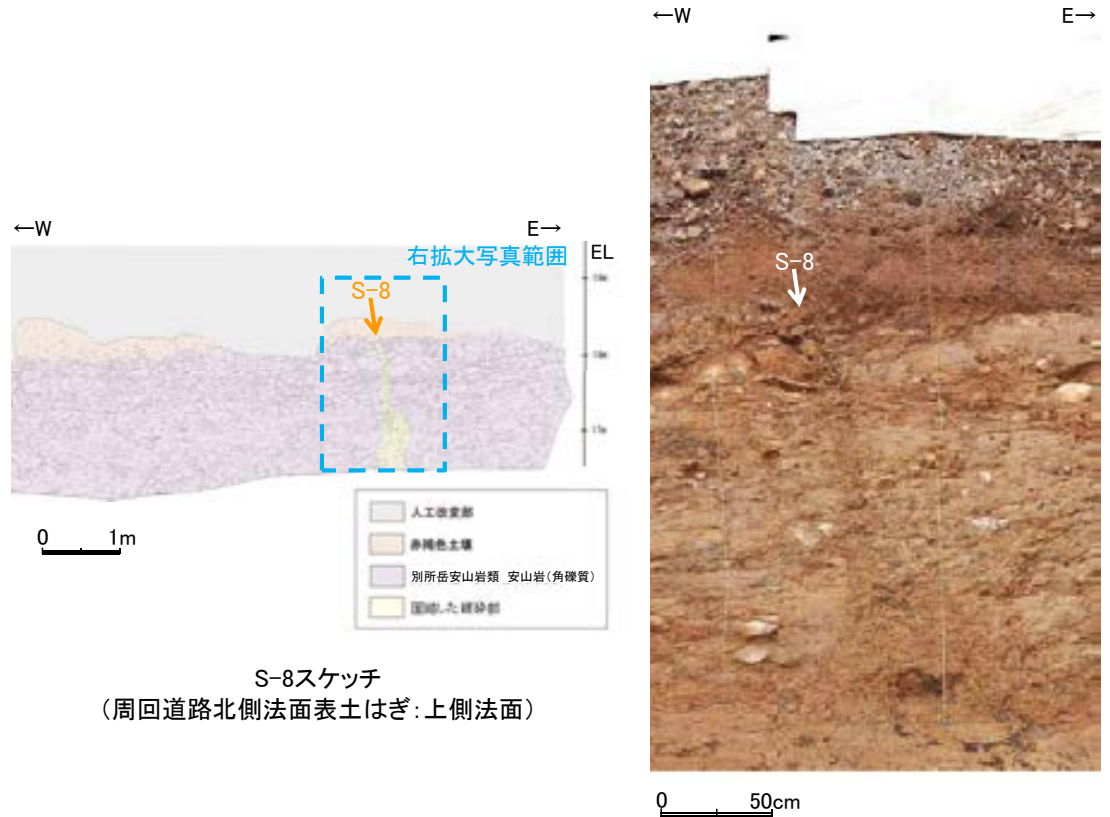 ←W
E→
右拡大写真範囲
EL
S-8
人工改変部
赤褐色土壌
別所岳安山岩類 安山岩(角礫質)
固結した破砕部
0 1m
S-8スケッチ
(周回道路北側法面表土はぎ:上側法面)
←W
E→
S-8
0 50cm